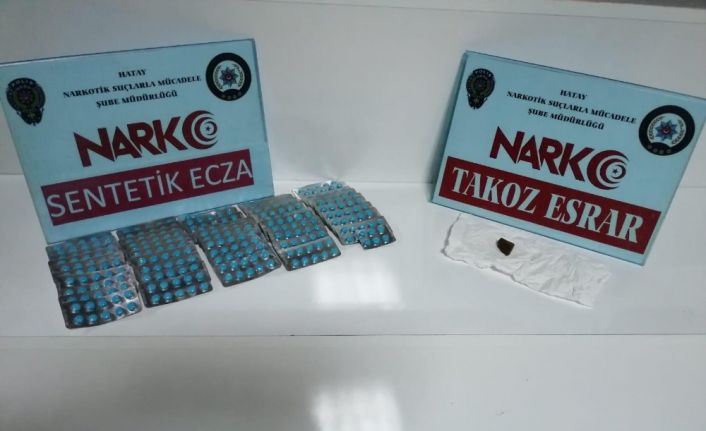 HATAY
NARKOTİK SUÇLARLA MÜCADELE
ŞUBE MÜDÜRLÜĞÜ
NARKO
SENTETİK ECZA
HATAY
NARKOTİK SUÇLARLA MÜCADELE
ŞUBE MÜDÜRLÜĞÜ
NARKO
TAKOZ ESRAR